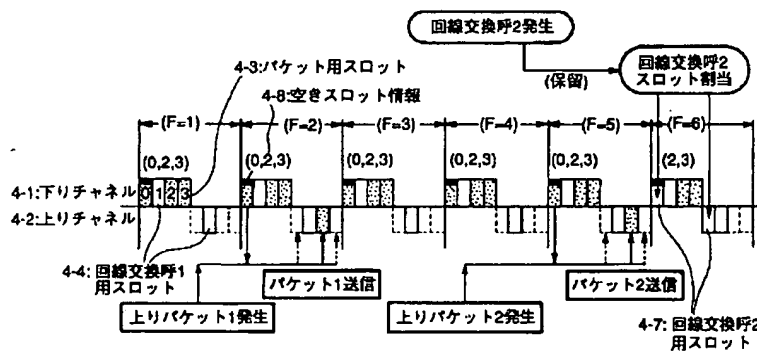 回線交換呼2発生
回線交換呼2
スロット割当
(保留)
4-3:パケット用スロット
4-8:空きスロット情報
(F=1)
(F=2)
(F=3)
(F=4)
(F=5)
(F=6)
(0,2,3)
(0,2,3)
(0,2,3)
(0,2,3)
(0,2,3)
(2,3)
4-1:下りチャネル
0 1 2 3
4-2:上りチャネル
4-4: 回線交換呼1
用スロット
パケット1送信
パケット2送信
上りパケット1発生
上りパケット2発生
4-7: 回線交換呼2
用スロット